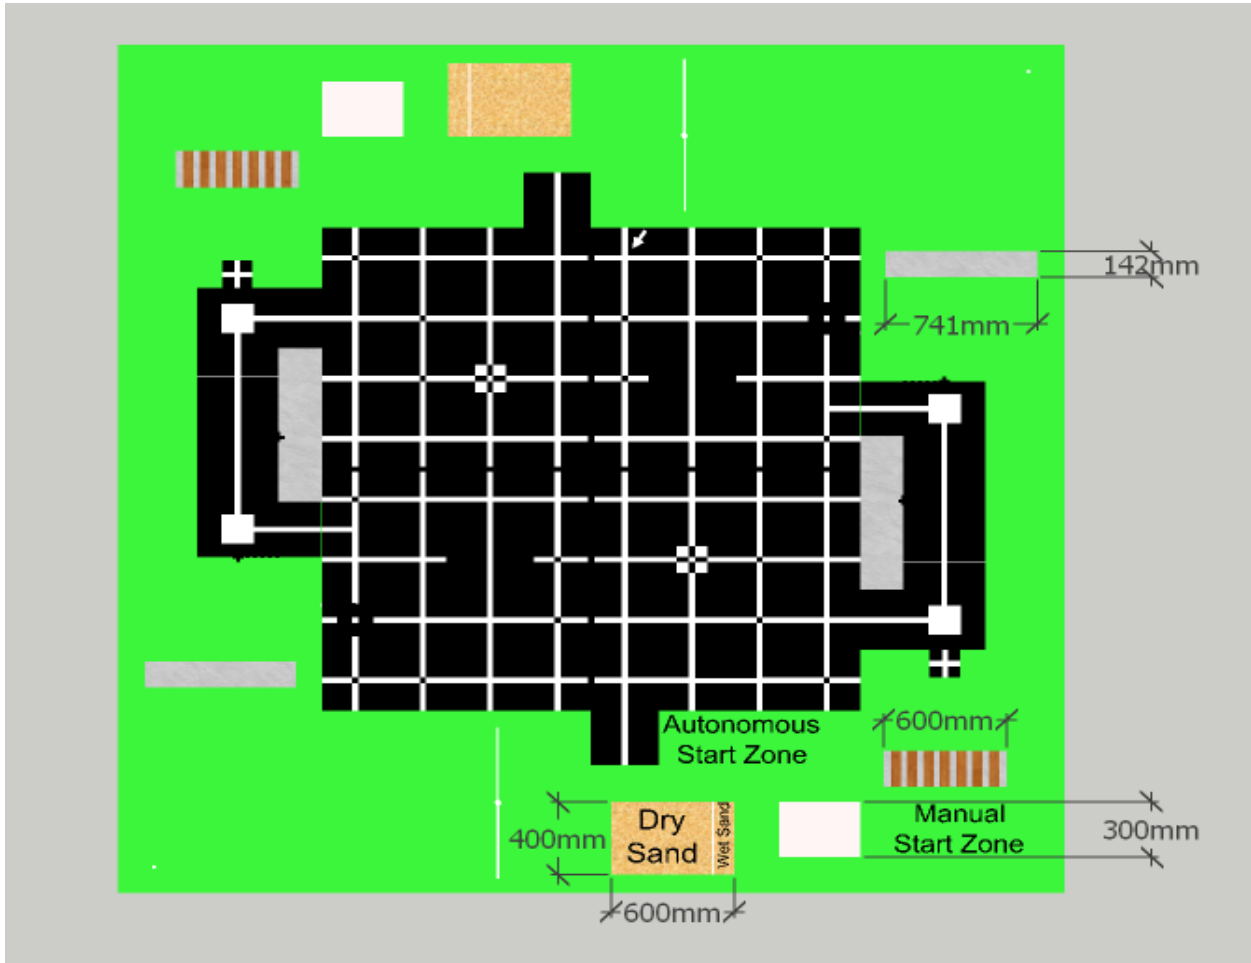 142mm
741mm
Autonomous
Start Zone
600mm
Dry
Sand
Wet Sand
400mm
600mm
Manual
Start Zone
300mm